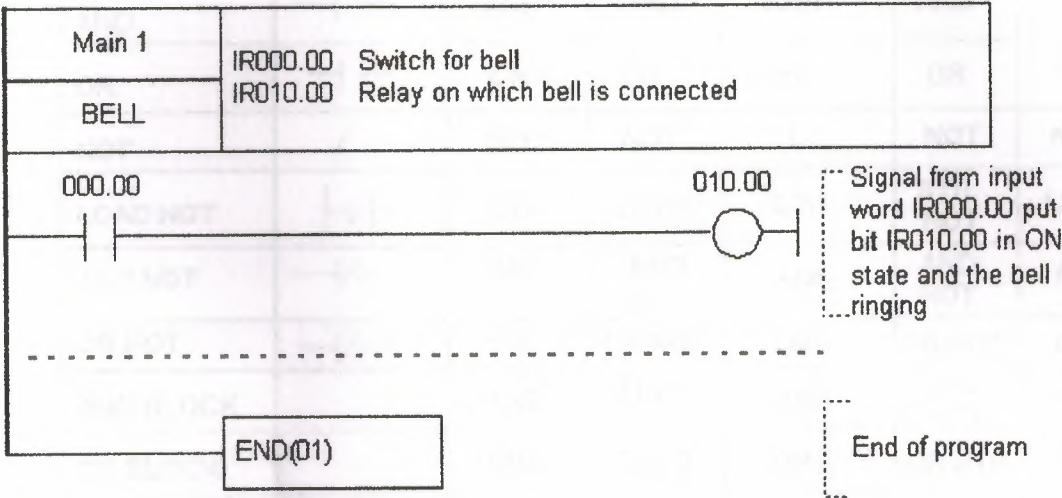 Main 1
BELL
IR000.00 Switch for bell
IR010.00 Relay on which bell is connected
000.00
010.00
Signal from input
word IR000.00 put
bit IR010.00 in ON
state and the bell
ringing
END(01)
End of program
OR
NOT